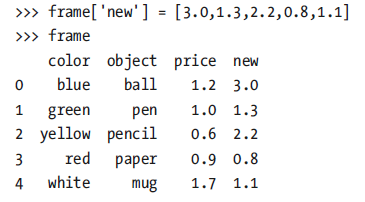 >>> frame['new'] = [3.0,1.3,2.2,0.8,1.1]
>>> frame
    color  object  price  new
0    blue    ball    1.2  3.0
1   green     pen    1.0  1.3
2  yellow  pencil    0.6  2.2
3     red   paper    0.9  0.8
4   white     mug    1.7  1.1